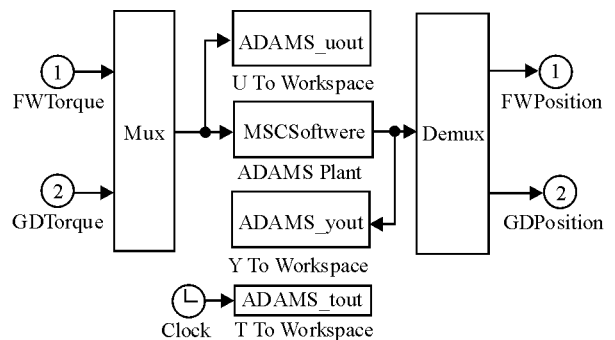 ADAMS_uout
1
1
FWTorque
U To Workspace
FWPosition
Mux
MSCSoftwere
Demux
ADAMS Plant
2
2
GDTorque
ADAMS_yout
GDPosition
Y To Workspace
ADAMS_tout
Clock
T To Workspace